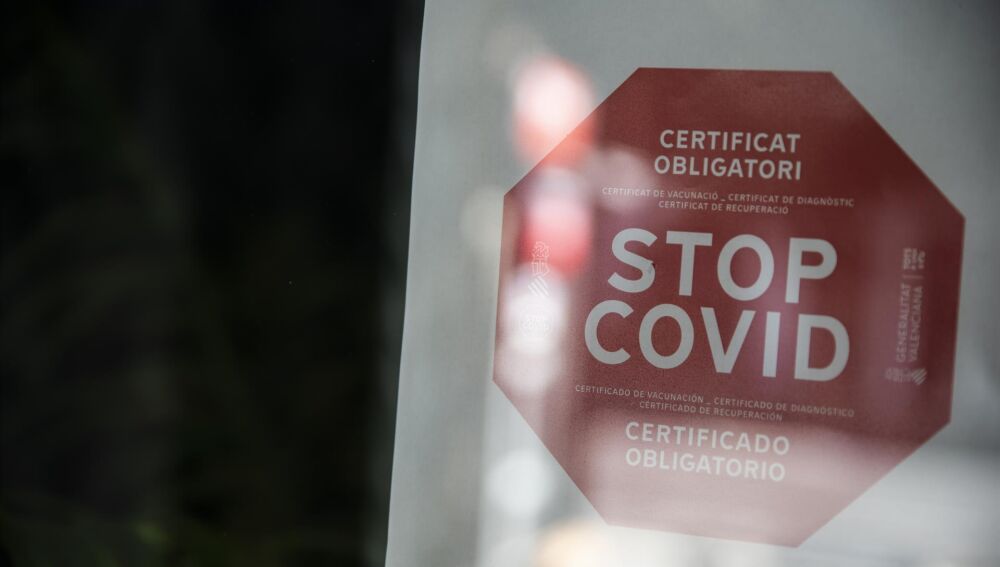 CERTIFICAT
OBLIGATORI
CERTIFICAT DE VACUNACIÓ _ CERTIFICAT DE DIAGNÒSTIC
CERTIFICAT DE RECUPERACIÓ
STOP
COVID
CERTIFICADO DE VACUNACIÓN _ CERTIFICADO DE DIAGNÓSTICO
CERTIFICADO DE RECUPERACIÓN
CERTIFICADO
OBLIGATORIO
GENERALITAT
VALENCIANA